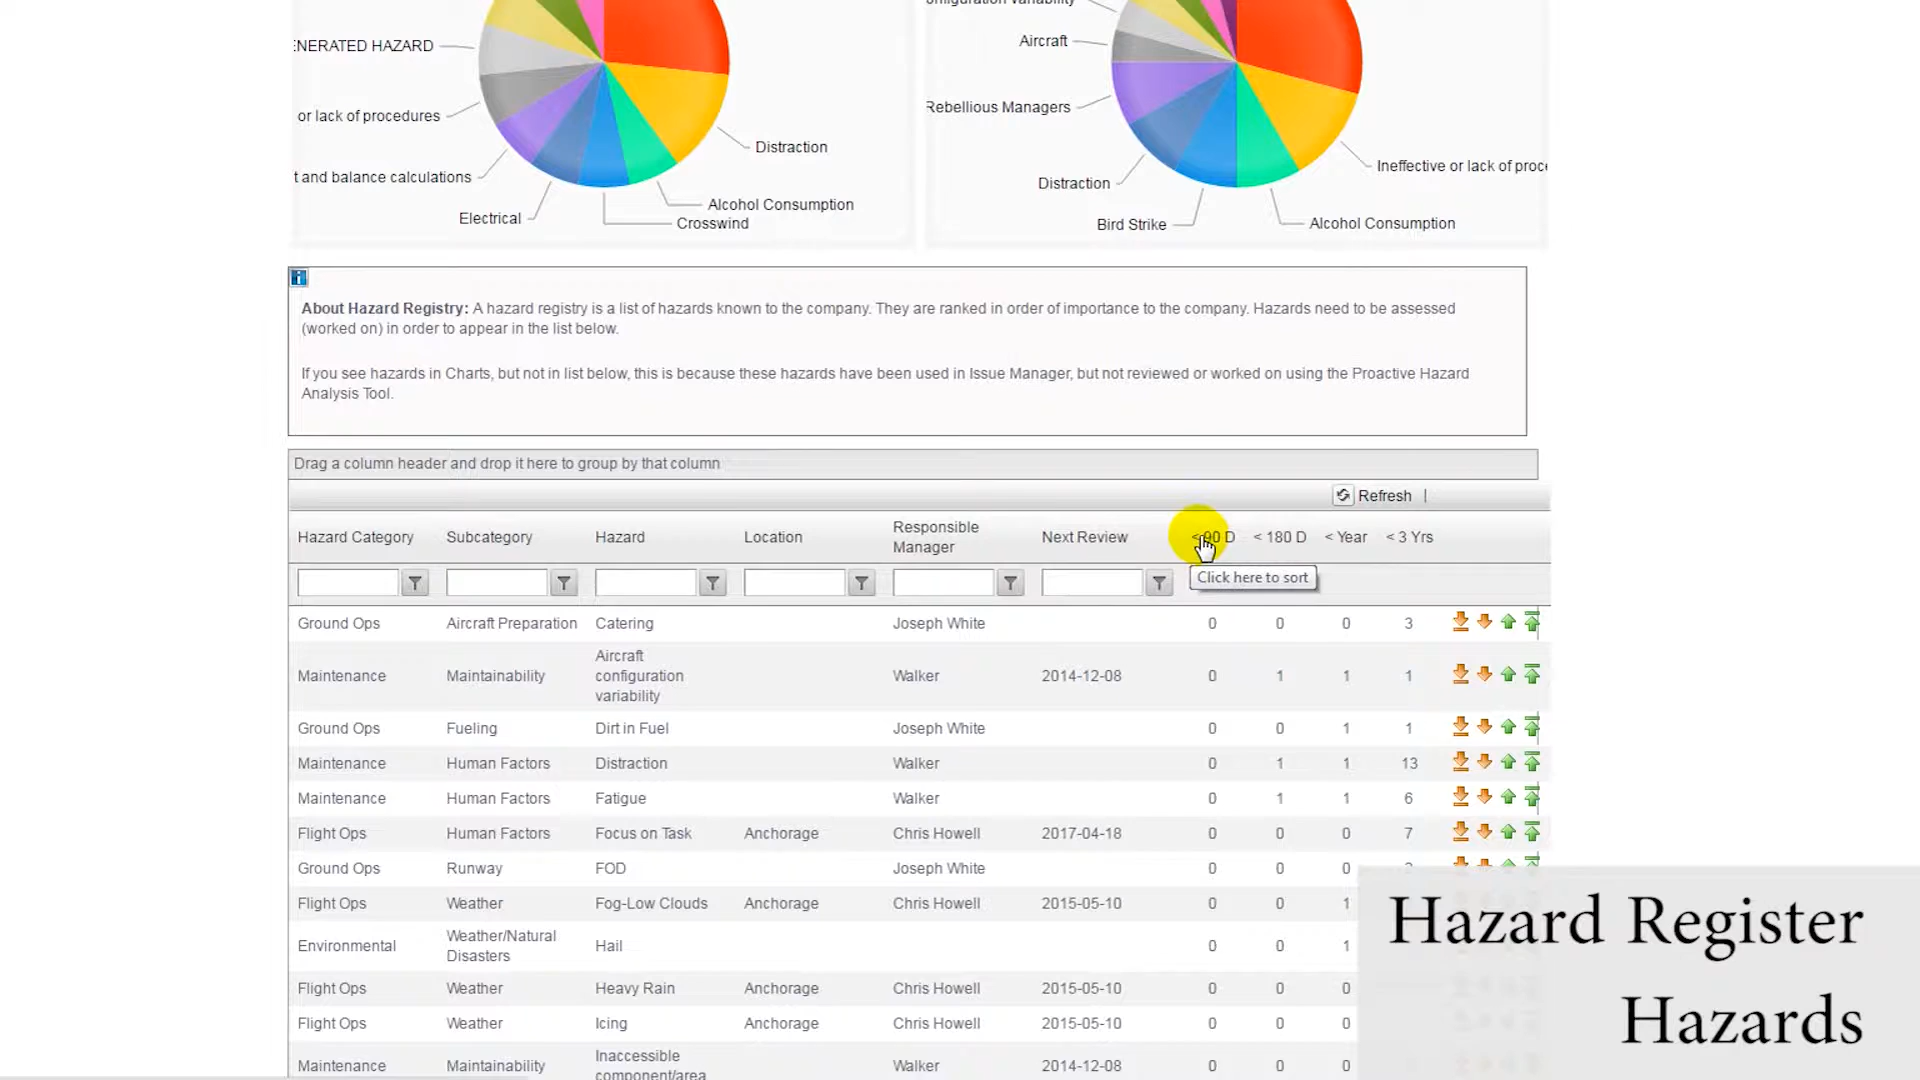 ENERATED HAZARD
or lack of procedures
t and balance calculations
Electrical
Crosswind
Alcohol Consumption
Distraction
Aircraft
Rebellious Managers
Distraction
Bird Strike
Alcohol Consumption
Ineffective or lack of proce
About Hazard Registry: A hazard registry is a list of hazards known to the company. They are ranked in order of importance to the company. Hazards need to be assessed
(worked on) in order to appear in the list below.
If you see hazards in Charts, but not in list below, this is because these hazards have been used in Issue Manager, but not reviewed or worked on using the Proactive Hazard
Analysis Tool.
Drag a column header and drop it here to group by that column
Refresh |
Hazard Category Subcategory Hazard Location Responsible Manager Next Review < 90 D < 180 D < Year < 3 Yrs
Click here to sort
Ground Ops Aircraft Preparation Catering Joseph White 0 0 0 3
Maintenance Maintainability Aircraft configuration variability Walker 2014-12-08 0 1 1 1
Ground Ops Fueling Dirt in Fuel Joseph White 0 0 1 1
Maintenance Human Factors Distraction Walker 0 1 1 13
Maintenance Human Factors Fatigue Walker 0 1 1 6
Flight Ops Human Factors Focus on Task Anchorage Chris Howell 2017-04-18 0 0 0 7
Ground Ops Runway FOD Joseph White 0 0 0
Flight Ops Weather Fog-Low Clouds Anchorage Chris Howell 2015-05-10 0 0 1
Environmental Weather/Natural Disasters Hail 0 0 1
Flight Ops Weather Heavy Rain Anchorage Chris Howell 2015-05-10 0 0 0
Flight Ops Weather Icing Anchorage Chris Howell 2015-05-10 0 0 0
Maintenance Maintainability Inaccessible component/area Walker 2014-12-08 0 0 0
Hazard Register
Hazards